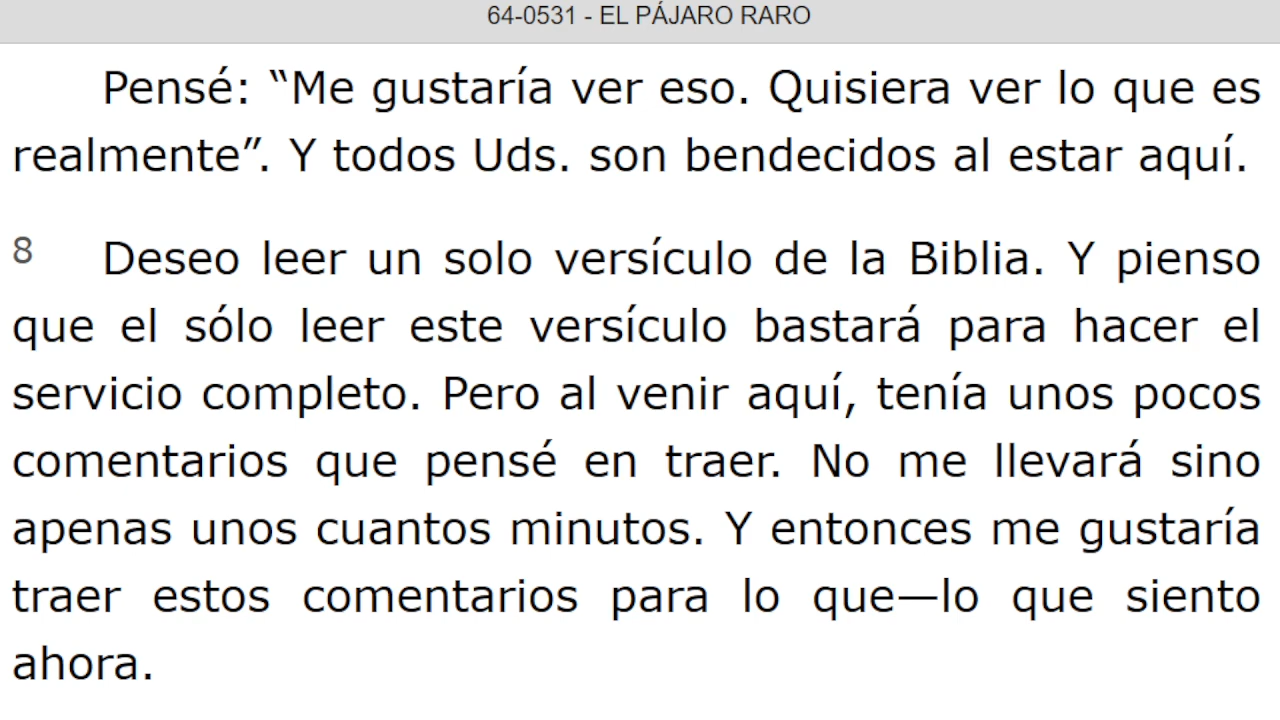 64-0531 - EL PÁJARO RARO
Pensé: “Me gustaría ver eso. Quisiera ver lo que es
realmente”. Y todos Uds. son bendecidos al estar aquí.
8 Deseo leer un solo versículo de la Biblia. Y pienso
que el sólo leer este versículo bastará para hacer el
servicio completo. Pero al venir aquí, tenía unos pocos
comentarios que pensé en traer. No me llevará sino
apenas unos cuantos minutos. Y entonces me gustaría
traer estos comentarios para lo que—lo que siento
ahora.